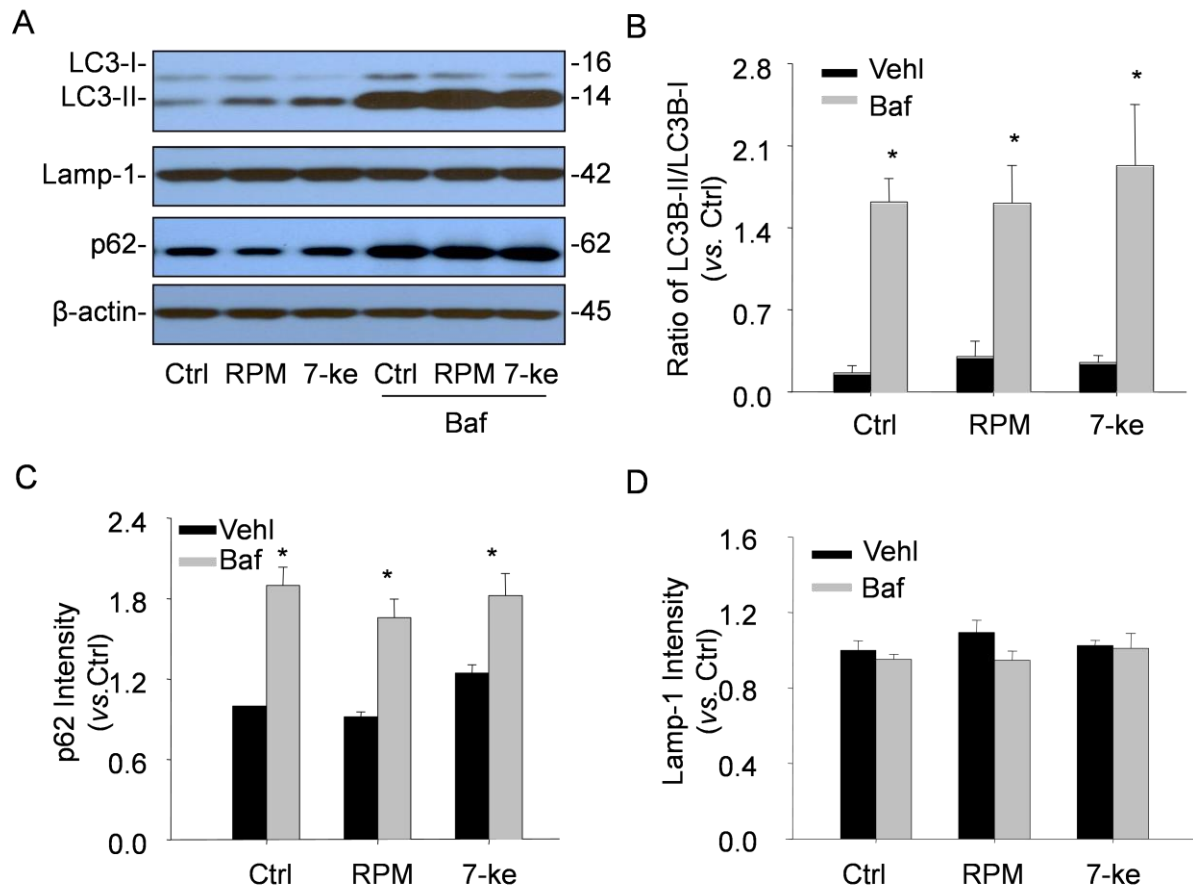 A
LC3-I-
-16
LC3-II-
-14
Lamp-1-
-42
p62-
-62
β-actin-
-45
Ctrl RPM 7-ke Ctrl RPM 7-ke
Baf
B
Ratio of LC3B-II/LC3B-I
(vs. Ctrl)
2.8
2.1
1.4
0.7
0.0
Vehl
Baf
*
*
*
Ctrl RPM 7-ke
C
p62 Intensity
(vs.Ctrl)
2.4
1.8
1.2
0.6
0.0
Vehl
Baf
*
*
*
Ctrl RPM 7-ke
D
Lamp-1 Intensity
(vs. Ctrl)
1.6
1.2
0.8
0.4
0.0
Vehl
Baf
Ctrl RPM 7-ke